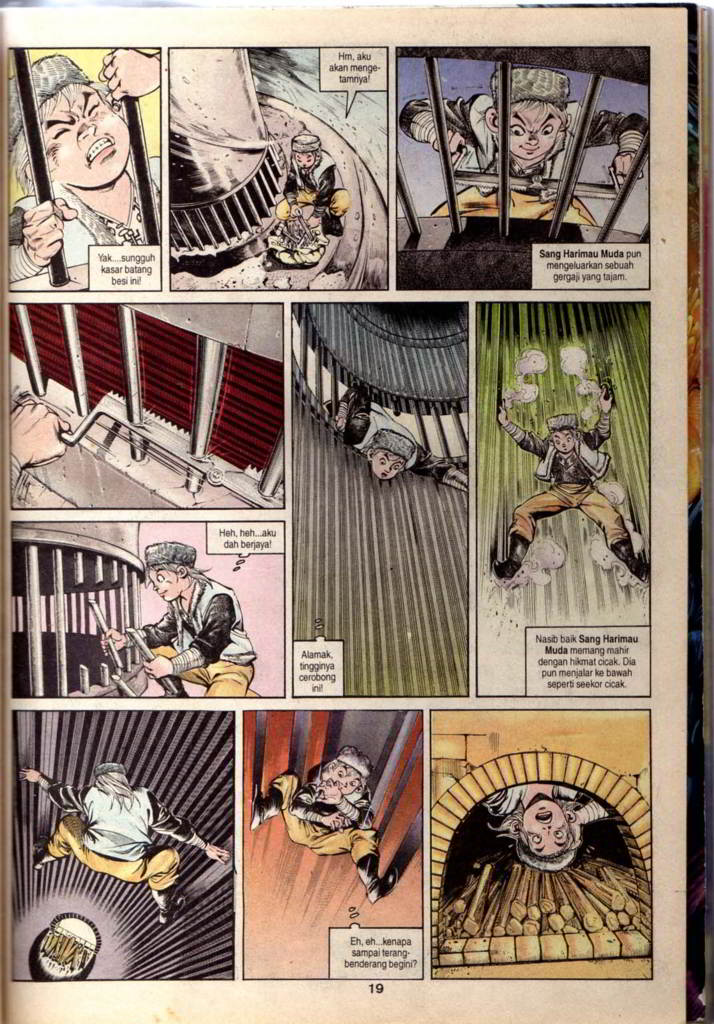 Yak....sungguh
kasar batang
besi ini!
Hm, aku
akan menge-
tamnya!
Sang Harimau Muda pun
mengeluarkan sebuah
gergaji yang tajam.
Heh, heh...aku
dah berjaya!
Alamak,
tingginya
cerobong
ini!
Nasib baik Sang Harimau
Muda memang mahir
dengan hikmat cicak. Dia
pun menjalar ke bawah
seperti seekor cicak.
Eh, eh...kenapa
sampai terang-
benderang begini?
19